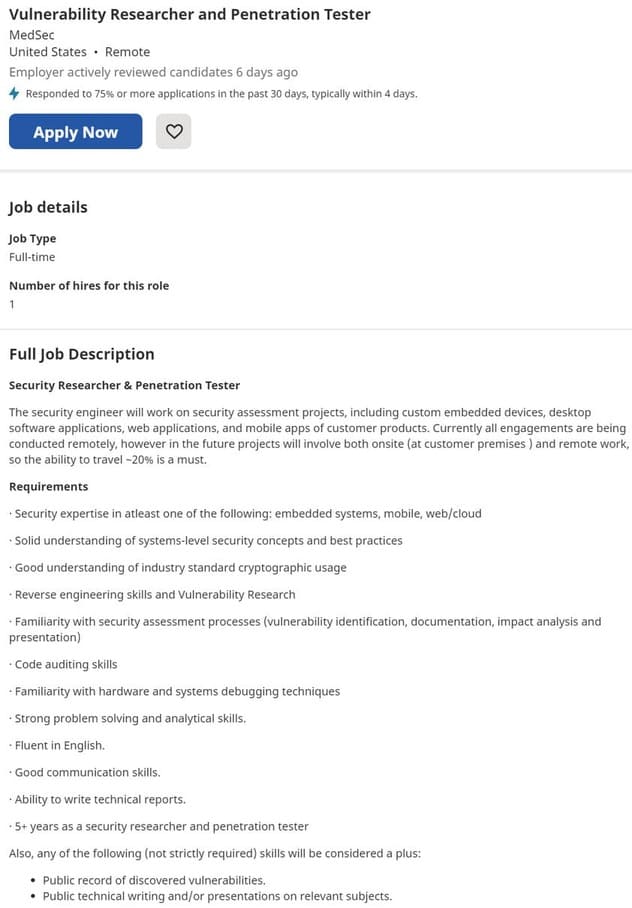 Vulnerability Researcher and Penetration Tester
MedSec
United States • Remote
Employer actively reviewed candidates 6 days ago
Responded to 75% or more applications in the past 30 days, typically within 4 days.
Apply Now
Job details
Job Type
Full-time
Number of hires for this role
1
Full Job Description
Security Researcher & Penetration Tester
The security engineer will work on security assessment projects, including custom embedded devices, desktop
software applications, web applications, and mobile apps of customer products. Currently all engagements are being
conducted remotely, however in the future projects will involve both onsite (at customer premises ) and remote work,
so the ability to travel ~20% is a must.
Requirements
· Security expertise in atleast one of the following: embedded systems, mobile, web/cloud
· Solid understanding of systems-level security concepts and best practices
· Good understanding of industry standard cryptographic usage
· Reverse engineering skills and Vulnerability Research
· Familiarity with security assessment processes (vulnerability identification, documentation, impact analysis and
presentation)
· Code auditing skills
· Familiarity with hardware and systems debugging techniques
· Strong problem solving and analytical skills.
· Fluent in English.
· Good communication skills.
· Ability to write technical reports.
· 5+ years as a security researcher and penetration tester
Also, any of the following (not strictly required) skills will be considered a plus:
• Public record of discovered vulnerabilities.
• Public technical writing and/or presentations on relevant subjects.